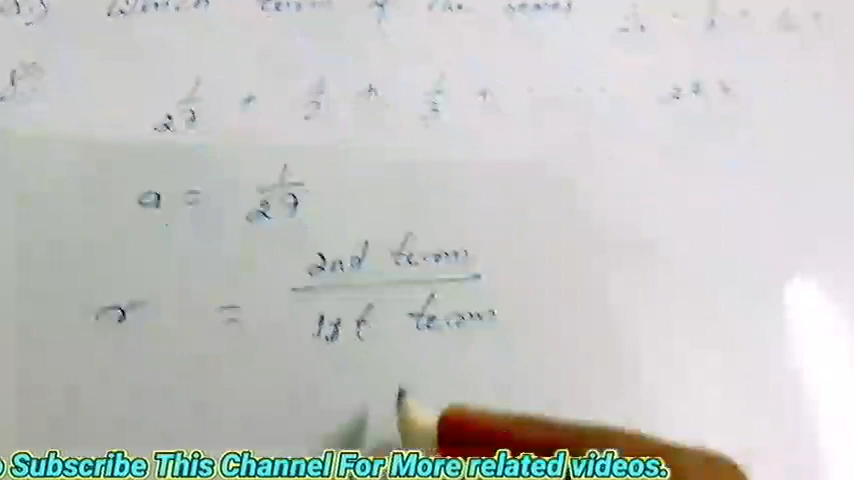 term of the series
1/27 + 1/9 + 1/3 + ......
a = 1/27
r = 2nd term / 1st term
Subscribe This Channel For More related videos.